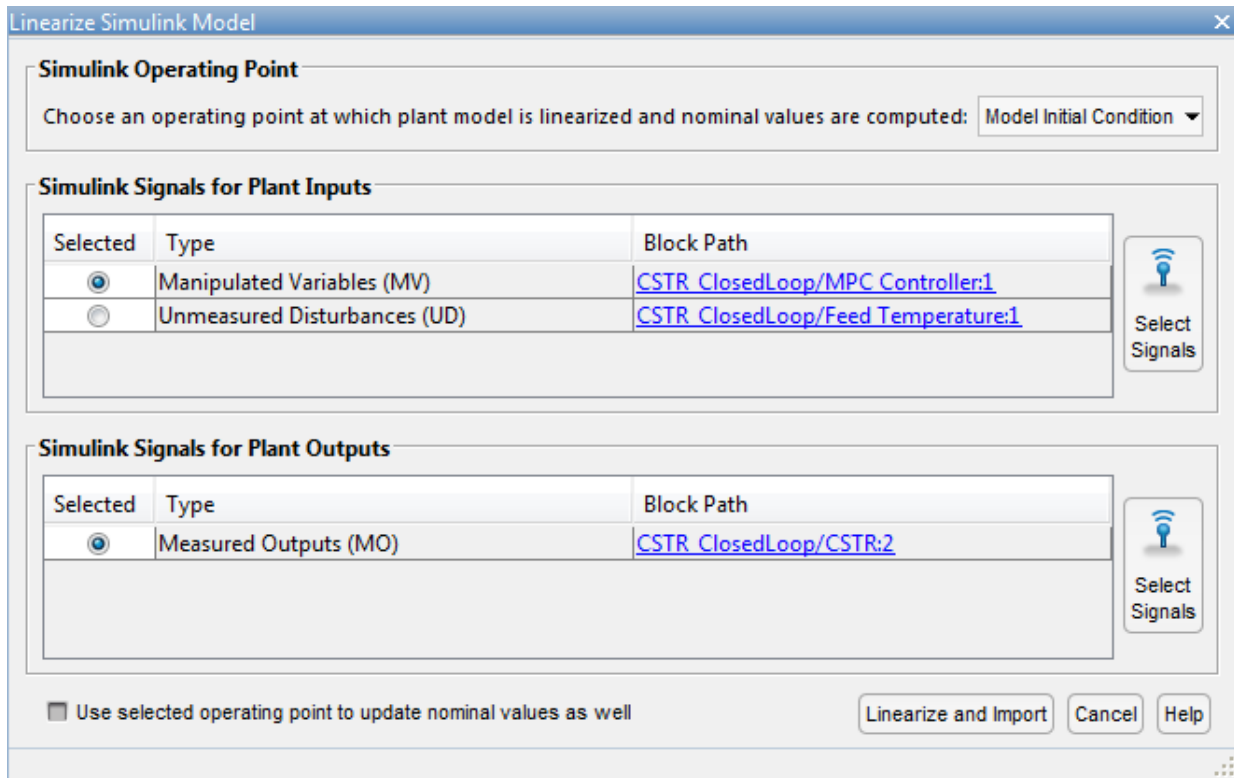 Linearize Simulink Model
Simulink Operating Point
Choose an operating point at which plant model is linearized and nominal values are computed: Model Initial Condition
Simulink Signals for Plant Inputs
Selected Type Block Path
Manipulated Variables (MV) CSTR_ClosedLoop/MPC Controller:1
Unmeasured Disturbances (UD) CSTR_ClosedLoop/Feed Temperature:1
Select
Signals
Simulink Signals for Plant Outputs
Selected Type Block Path
Measured Outputs (MO) CSTR_ClosedLoop/CSTR:2
Select
Signals
Use selected operating point to update nominal values as well Linearize and Import Cancel Help